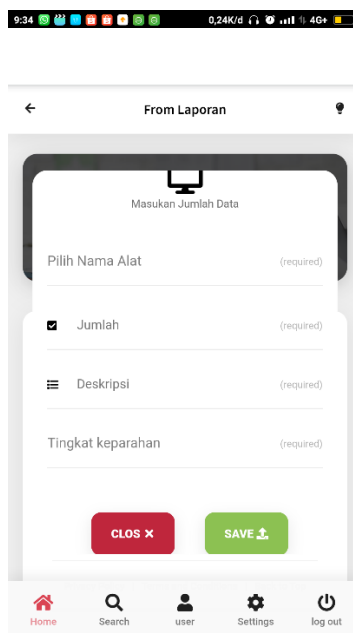 9:34 0,24K/d 4G+
From Laporan
Masukan Jumlah Data
Pilih Nama Alat (required)
Jumlah (required)
Deskripsi (required)
Tingkat keparahan (required)
CLOS SAVE
Home Search user Settings log out